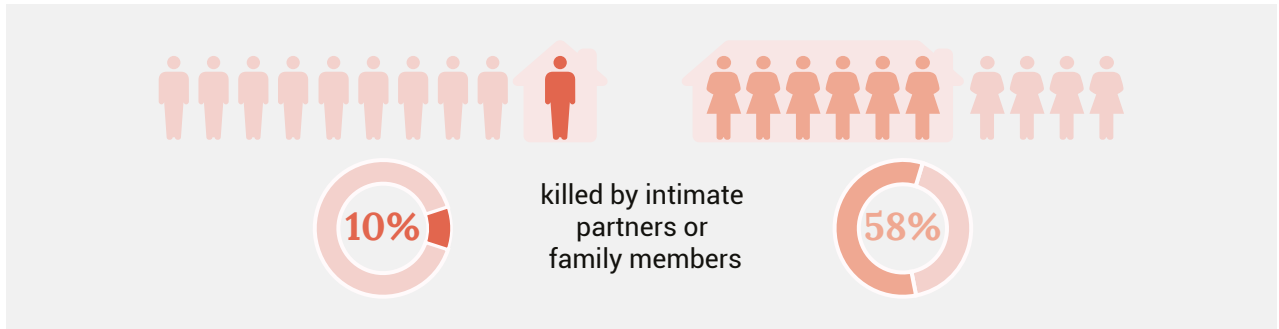 10%
killed by intimate
partners or
family members
58%